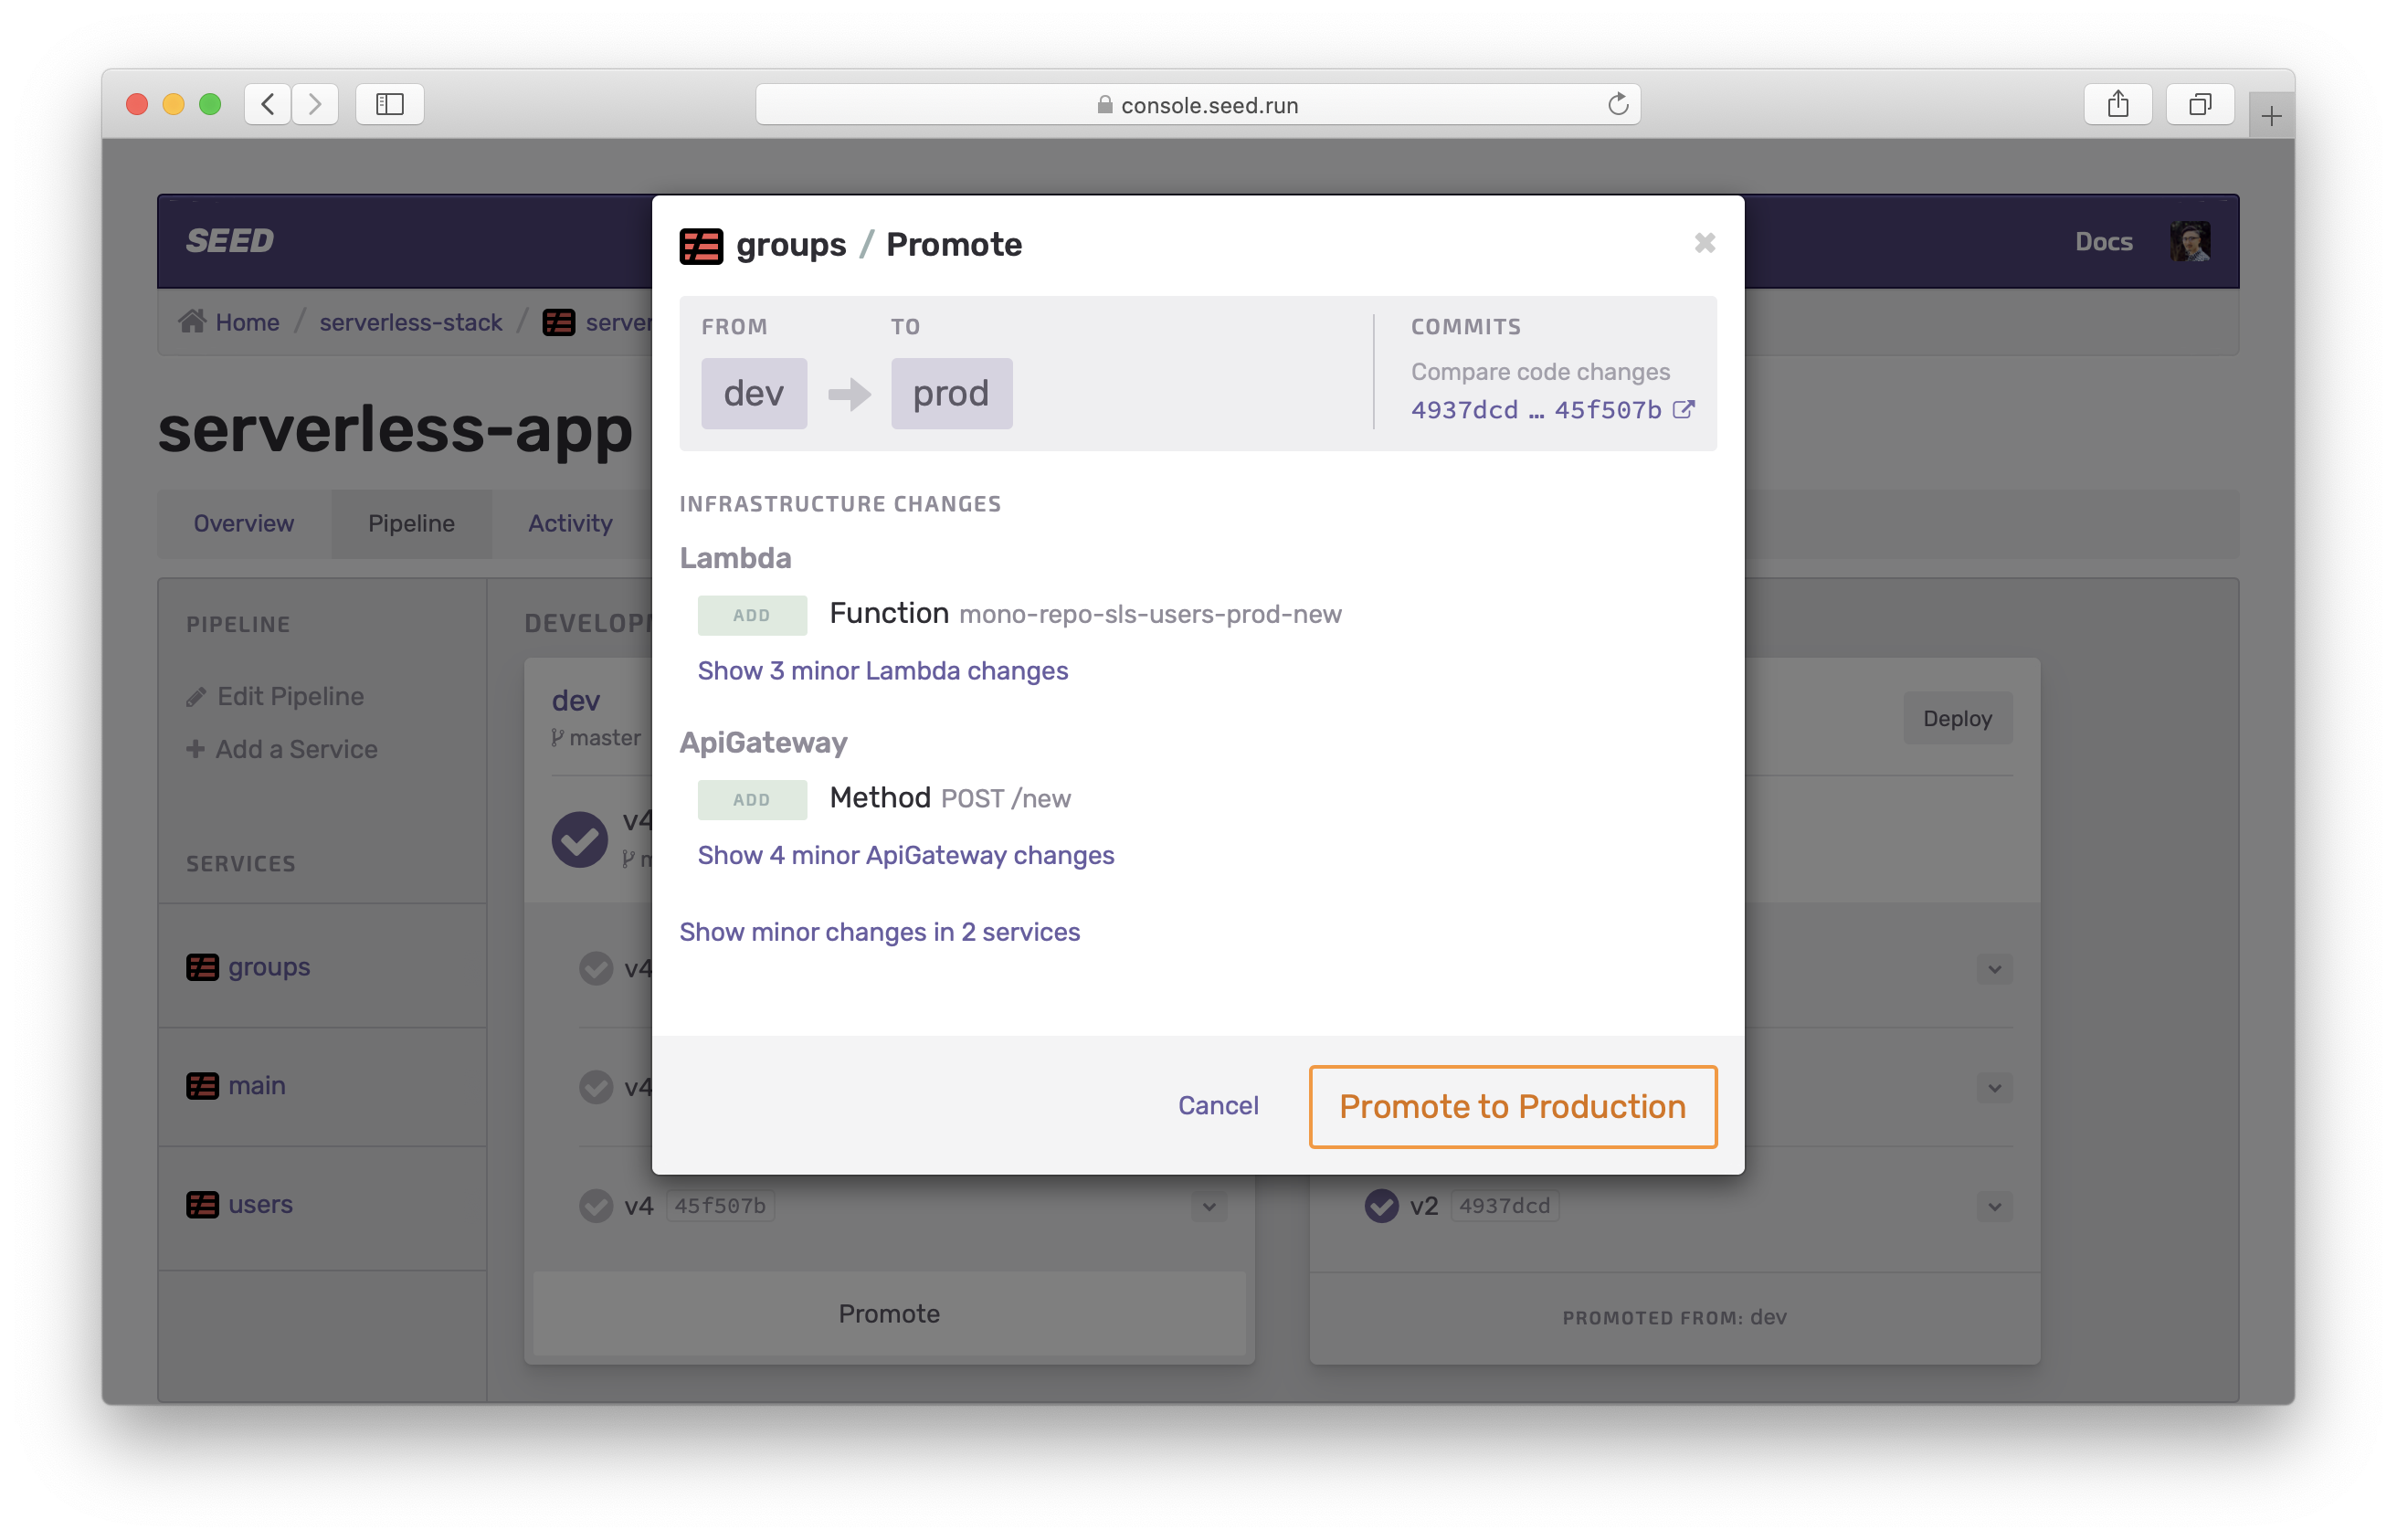 console.seed.run
SEED
Docs
Home / serverless-stack /
serverless-app
Overview
Pipeline
Activity
PIPELINE
Edit Pipeline
Add a Service
SERVICES
groups
main
users
dev
master
v4
v4
v4
v4 45f507b
Promote
Deploy
v2 4937dcd
PROMOTED FROM: dev
groups / Promote
FROM
TO
dev
prod
COMMITS
Compare code changes
4937dcd ... 45f507b
INFRASTRUCTURE CHANGES
Lambda
ADD Function mono-repo-sls-users-prod-new
Show 3 minor Lambda changes
ApiGateway
ADD Method POST /new
Show 4 minor ApiGateway changes
Show minor changes in 2 services
Cancel
Promote to Production